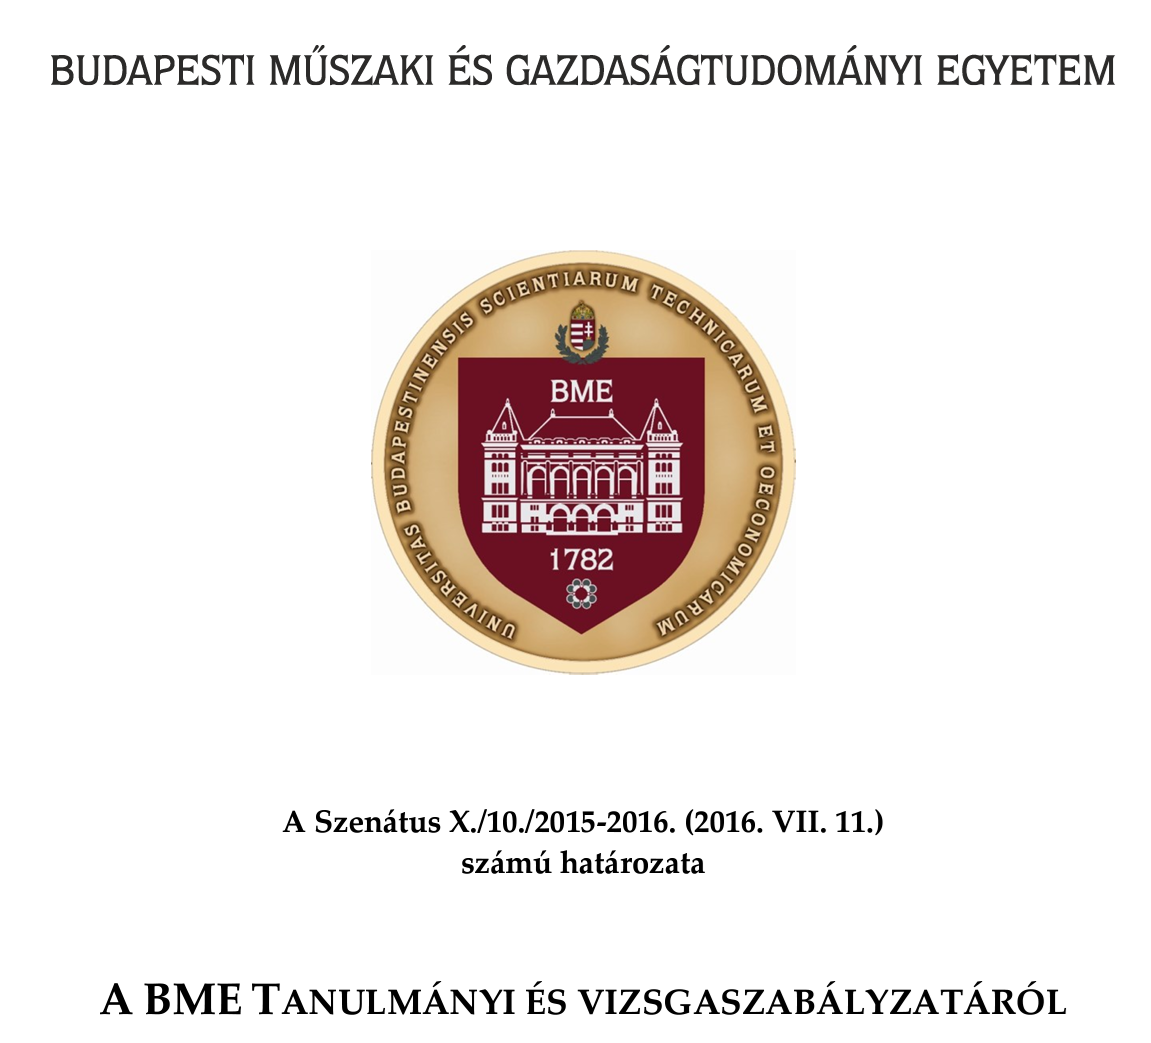 BUDAPESTI MŰSZAKI ÉS GAZDASÁGTUDOMÁNYI EGYETEM
UNIVERSITAS BUDAPESTINENSIS SCIENTIARUM TECHNICARUM ET OECONOMICARUM
BME
1782
A Szenátus X./10./2015-2016. (2016. VII. 11.)
számú határozata
A BME TANULMÁNYI ÉS VIZSGASZABÁLYZATÁRÓL